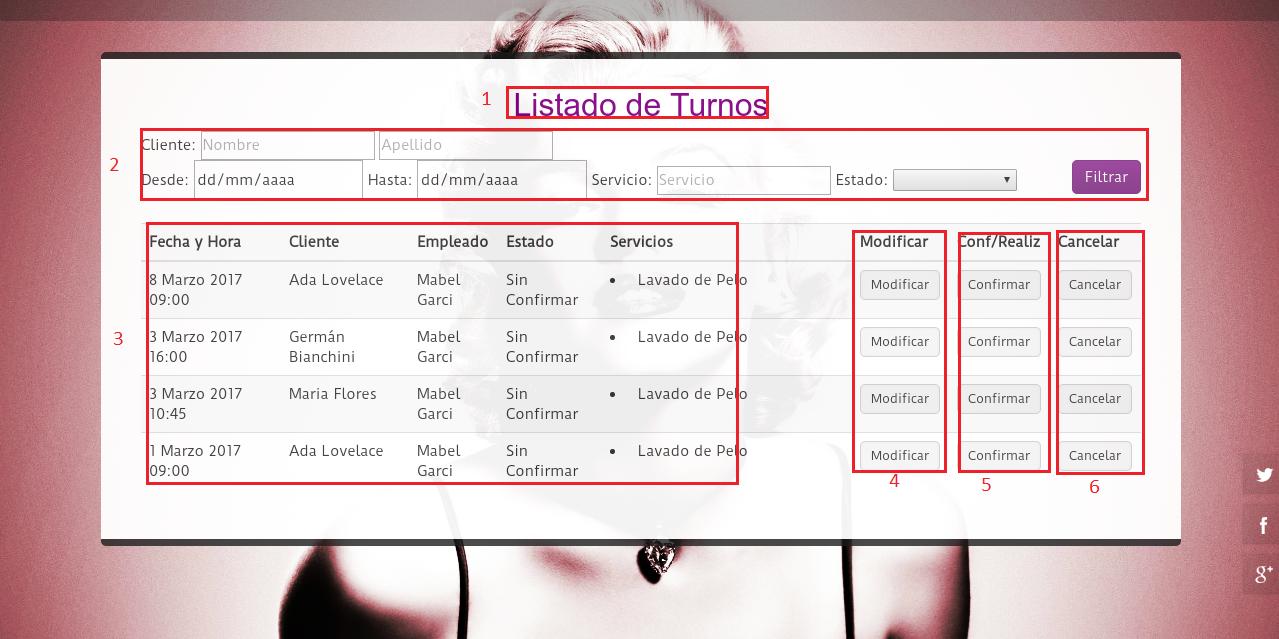 1 Listado de Turnos
2 Cliente: Nombre Apellido
Desde: dd/mm/aaaa Hasta: dd/mm/aaaa Servicio: Servicio Estado: Filtrar
Fecha y Hora Cliente Empleado Estado Servicios Modificar Conf/Realiz Cancelar
8 Marzo 2017 Ada Lovelace Mabel Sin • Lavado de Pelo Modificar Confirmar Cancelar
09:00 Garci Confirmar
3
3 Marzo 2017 Germán Mabel Sin • Lavado de Pelo Modificar Confirmar Cancelar
16:00 Bianchini Garci Confirmar
3 Marzo 2017 Maria Flores Mabel Sin • Lavado de Pelo Modificar Confirmar Cancelar
10:45 Garci Confirmar
1 Marzo 2017 Ada Lovelace Mabel Sin • Lavado de Pelo Modificar Confirmar Cancelar
09:00 Garci Confirmar
4 5 6
f
g+